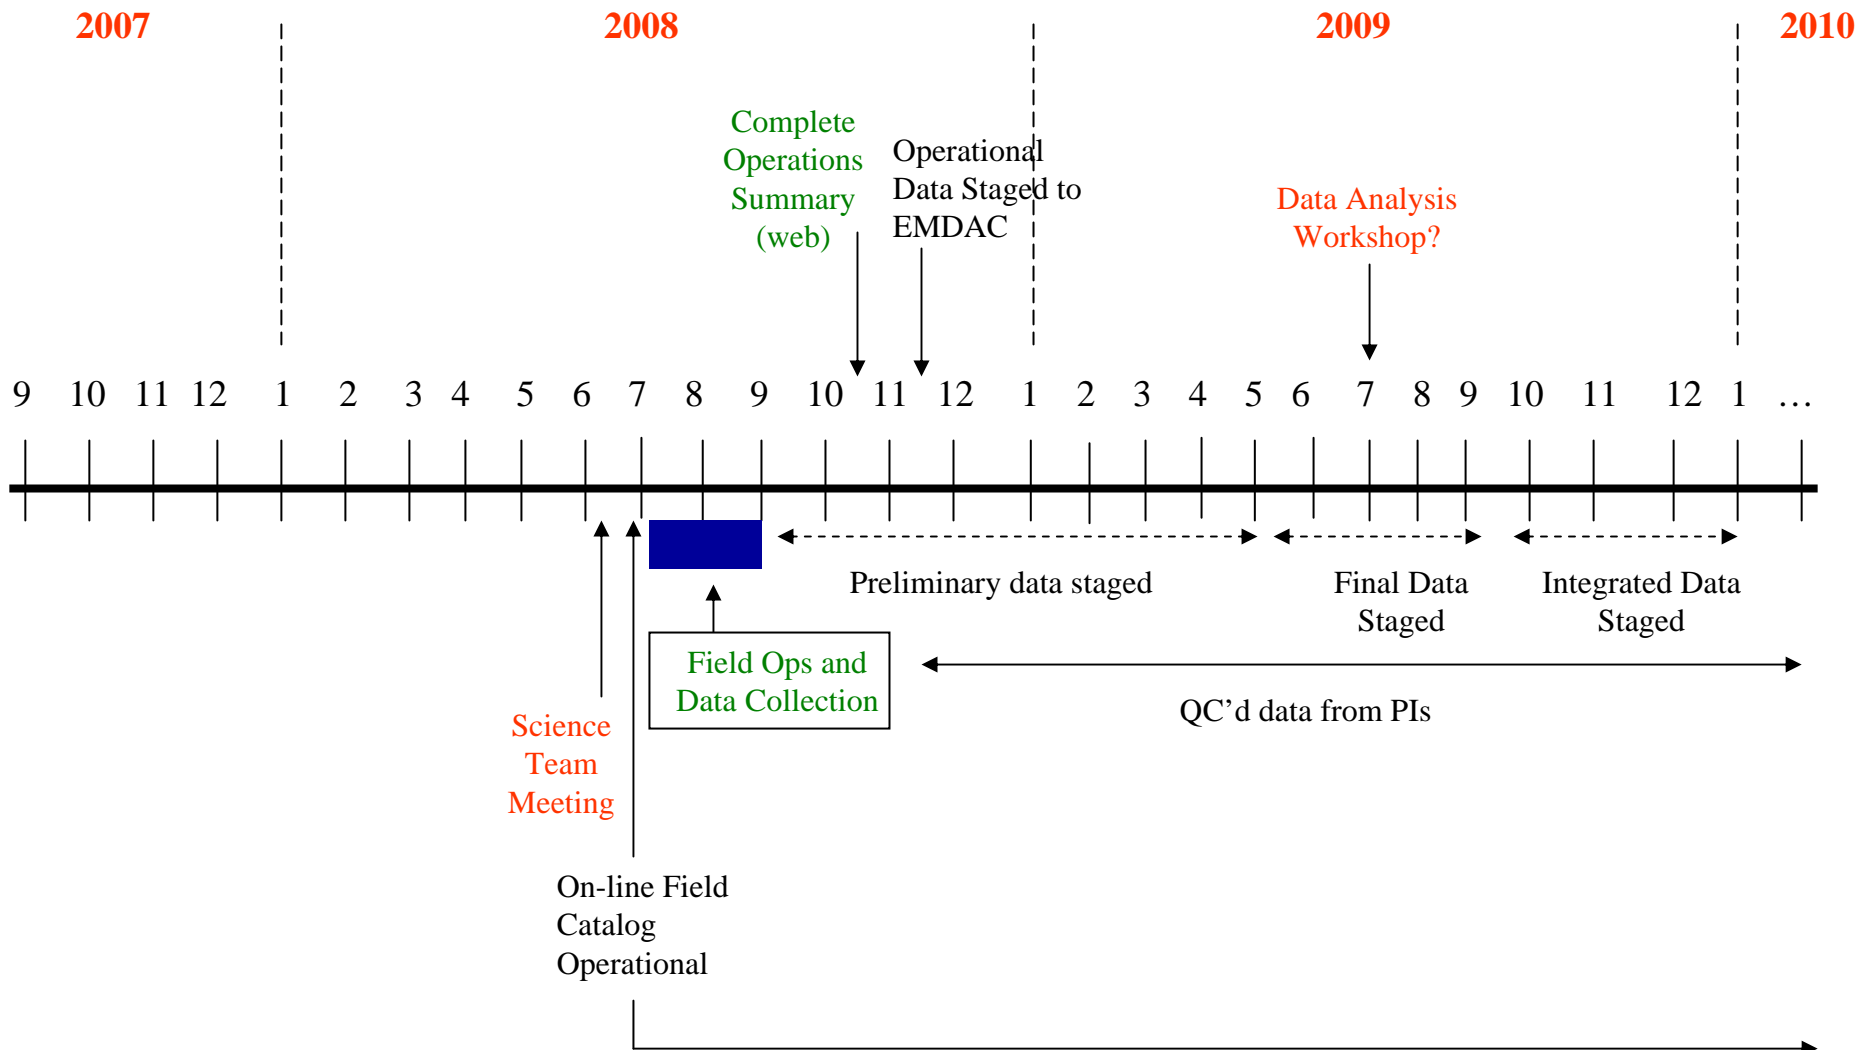 2007 2008 2009 2010
Complete
Operations
Summary
(web)
Operational
Data Staged to
EMDAC
Data Analysis
Workshop?
9 10 11 12 1 2 3 4 5 6 7 8 9 10 11 12 1 2 3 4 5 6 7 8 9 10 11 12 1 …
Preliminary data staged
Final Data
Staged
Integrated Data
Staged
Field Ops and
Data Collection
QC’d data from PIs
Science
Team
Meeting
On-line Field
Catalog
Operational